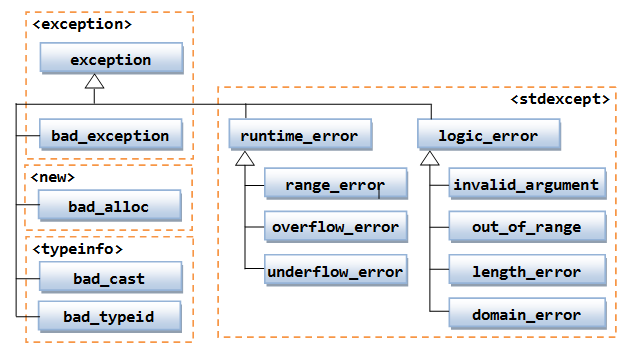 <exception>
exception
bad_exception
<new>
bad_alloc
<typeinfo>
bad_cast
bad_typeid
<stdexcept>
runtime_error
range_error
overflow_error
underflow_error
logic_error
invalid_argument
out_of_range
length_error
domain_error